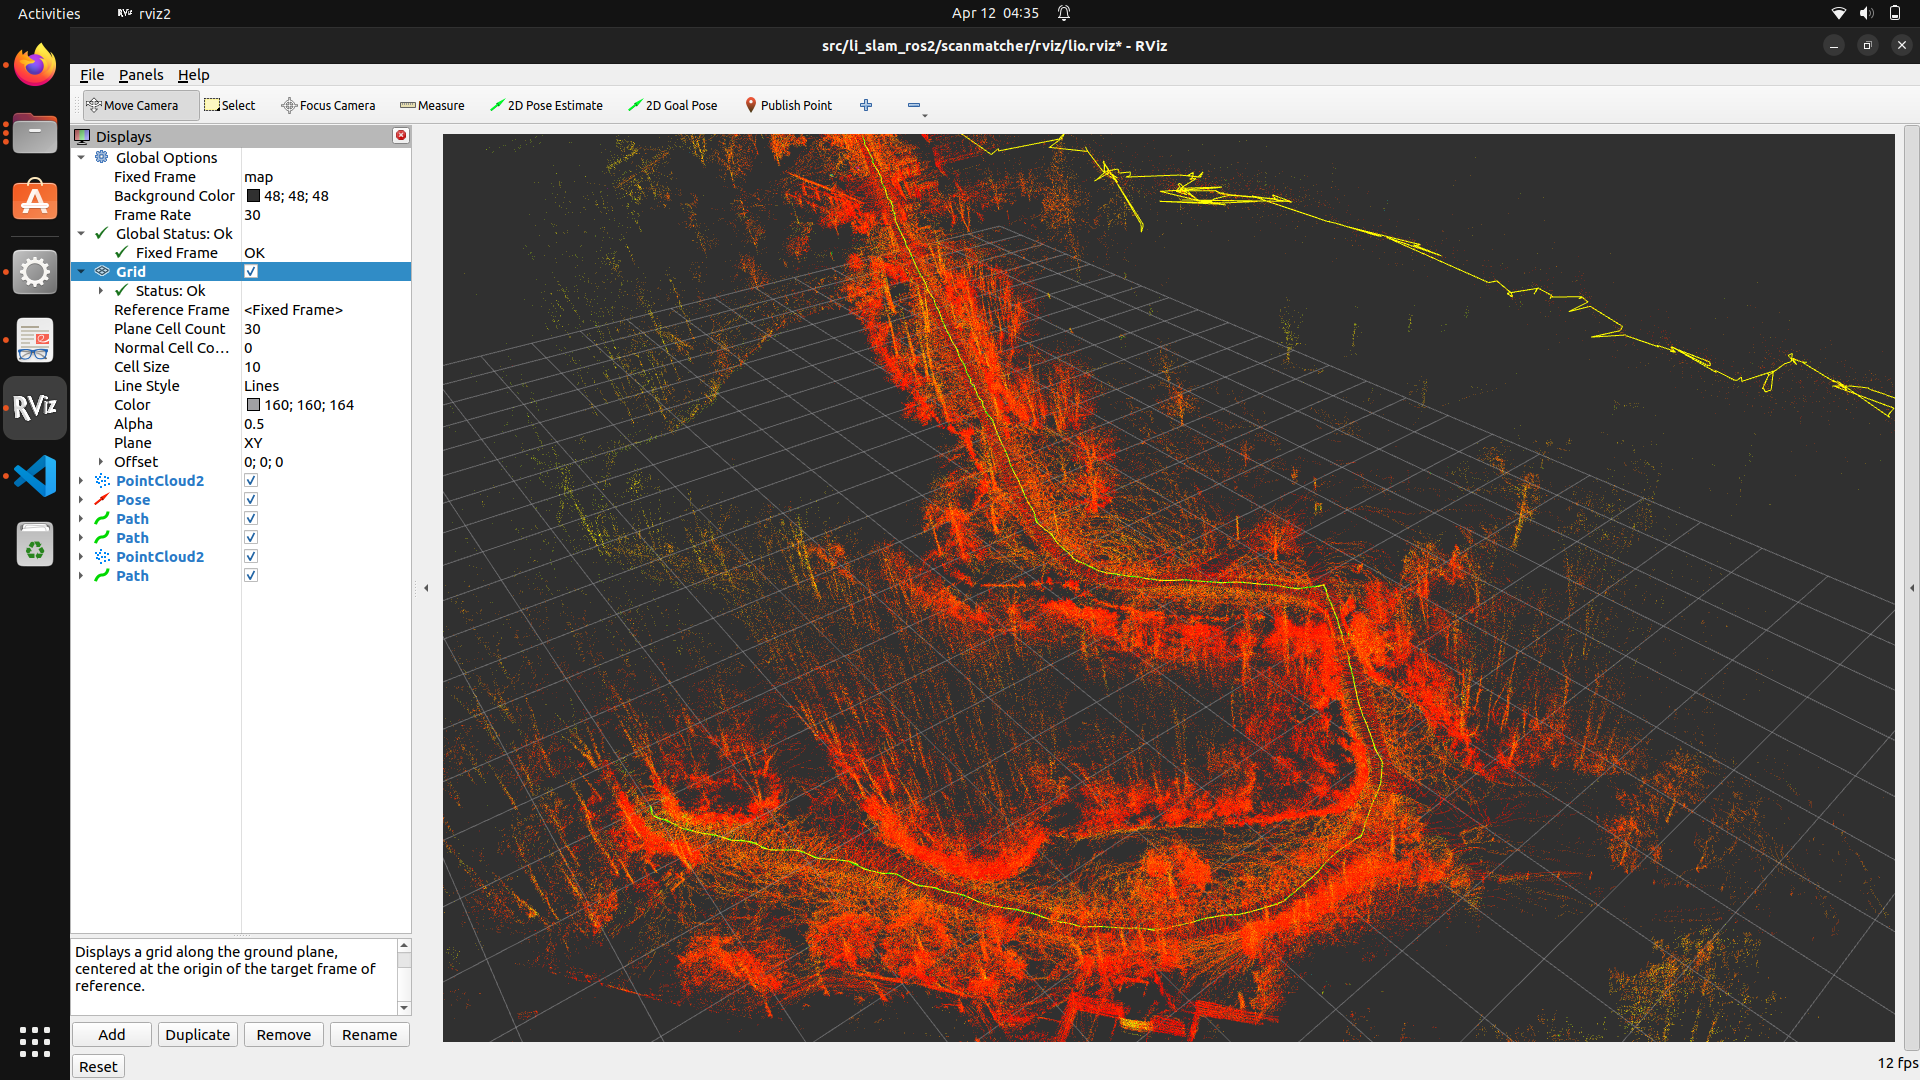 Activities
RViz rviz2
Apr 12 04:35
src/li_slam_ros2/scanmatcher/rviz/lio.rviz* - RViz
File Panels Help
Move Camera Select Focus Camera Measure 2D Pose Estimate 2D Goal Pose Publish Point
Displays
Global Options
Fixed Frame map
Background Color 48; 48; 48
Frame Rate 30
Global Status: Ok
Fixed Frame OK
Grid
Status: Ok
Reference Frame <Fixed Frame>
Plane Cell Count 30
Normal Cell Co... 0
Cell Size 10
Line Style Lines
Color 160; 160; 164
Alpha 0.5
Plane XY
Offset 0; 0; 0
PointCloud2
Pose
Path
Path
PointCloud2
Path
RViz
Displays a grid along the ground plane,
centered at the origin of the target frame of
reference.
Add Duplicate Remove Rename
Reset
12 fps